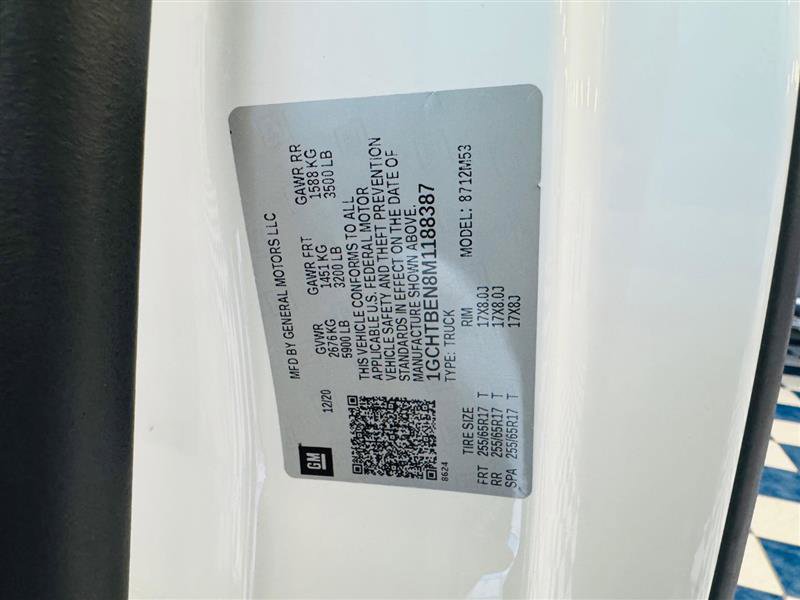 GM
MFD BY GENERAL MOTORS LLC
12/20
GVWR GAWR FRT GAWR RR
2676 KG 1451 KG 1588 KG
5900 LB 3200 LB 3500 LB
THIS VEHICLE CONFORMS TO ALL
APPLICABLE U.S. FEDERAL MOTOR
VEHICLE SAFETY AND THEFT PREVENTION
STANDARDS IN EFFECT ON THE DATE OF
MANUFACTURE SHOWN ABOVE.
1GCHTBEN8M1188387
8624
TYPE: TRUCK MODEL: 8712M53
TIRE SIZE RIM
FRT 255/65R17 T 17X8.0J
RR 255/65R17 T 17X8.0J
SPA 255/65R17 T 17X8J